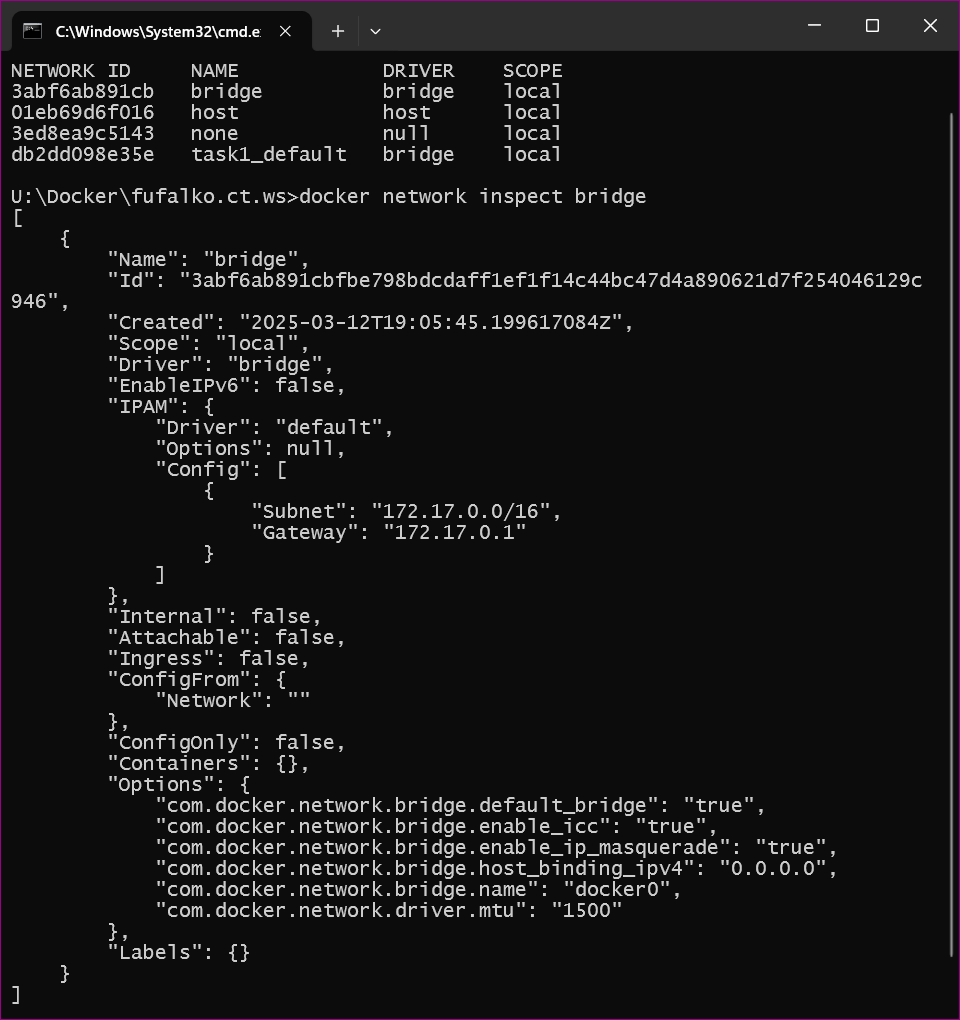 C:\Windows\System32\cmd.e
NETWORK ID     NAME            DRIVER    SCOPE
3abf6ab891cb   bridge          bridge    local
01eb69d6f016   host            host      local
3ed8ea9c5143   none            null      local
db2dd098e35e   task1_default   bridge    local
U:\Docker\fufalko.ct.ws>docker network inspect bridge
[
    {
        "Name": "bridge",
        "Id": "3abf6ab891cbfbe798bdcdaff1ef1f14c44bc47d4a890621d7f254046129c
946",
        "Created": "2025-03-12T19:05:45.199617084Z",
        "Scope": "local",
        "Driver": "bridge",
        "EnableIPv6": false,
        "IPAM": {
            "Driver": "default",
            "Options": null,
            "Config": [
                {
                    "Subnet": "172.17.0.0/16",
                    "Gateway": "172.17.0.1"
                }
            ]
        },
        "Internal": false,
        "Attachable": false,
        "Ingress": false,
        "ConfigFrom": {
            "Network": ""
        },
        "ConfigOnly": false,
        "Containers": {},
        "Options": {
            "com.docker.network.bridge.default_bridge": "true",
            "com.docker.network.bridge.enable_icc": "true",
            "com.docker.network.bridge.enable_ip_masquerade": "true",
            "com.docker.network.bridge.host_binding_ipv4": "0.0.0.0",
            "com.docker.network.bridge.name": "docker0",
            "com.docker.network.driver.mtu": "1500"
        },
        "Labels": {}
    }
]